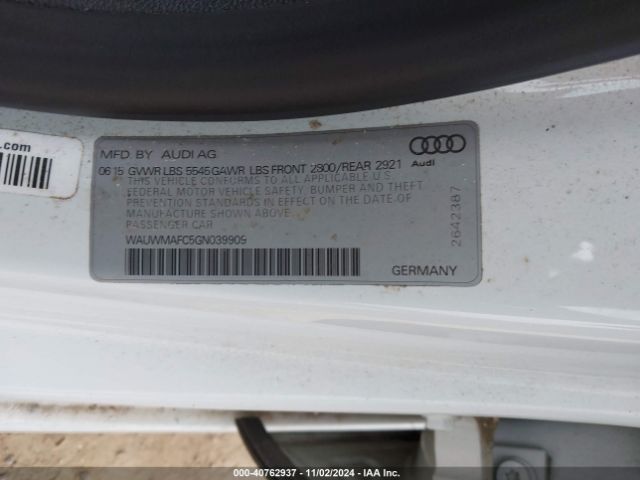 MFD BY AUDI AG
06 15 GVWR LBS 5545 GAWR LBS FRONT 2800/REAR 2921
THIS VEHICLE CONFORMS TO ALL APPLICABLE U.S.
FEDERAL MOTOR VEHICLE SAFETY, BUMPER AND THEFT
PREVENTION STANDARDS IN EFFECT ON THE DATE OF
MANUFACTURE SHOWN ABOVE.
PASSENGER CAR
WAUWMAFC5GN039909
Audi
2642387
GERMANY
.com
000-40762937 - 11/02/2024 - IAA Inc.